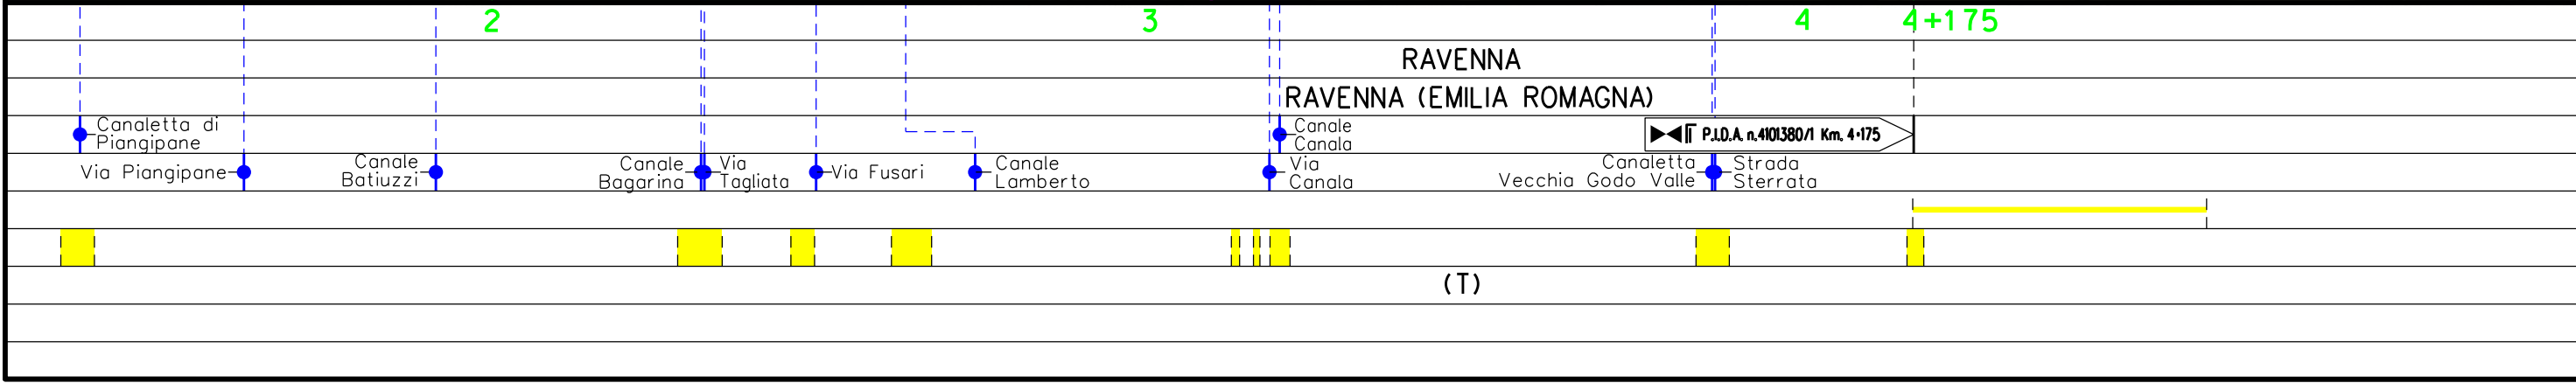 2 3 4 4+175
RAVENNA
RAVENNA (EMILIA ROMAGNA)
Canaletta di
Piangipane
Canale
Canala
P.I.D.A. n.4101380/1 Km. 4+175
Via Piangipane
Canale
Batiuzzi
Canale
Bagarina
Via
Tagliata
Via Fusari
Canale
Lamberto
Via
Canala
Canaletta
Vecchia Godo Valle
Strada
Sterrata
(T)